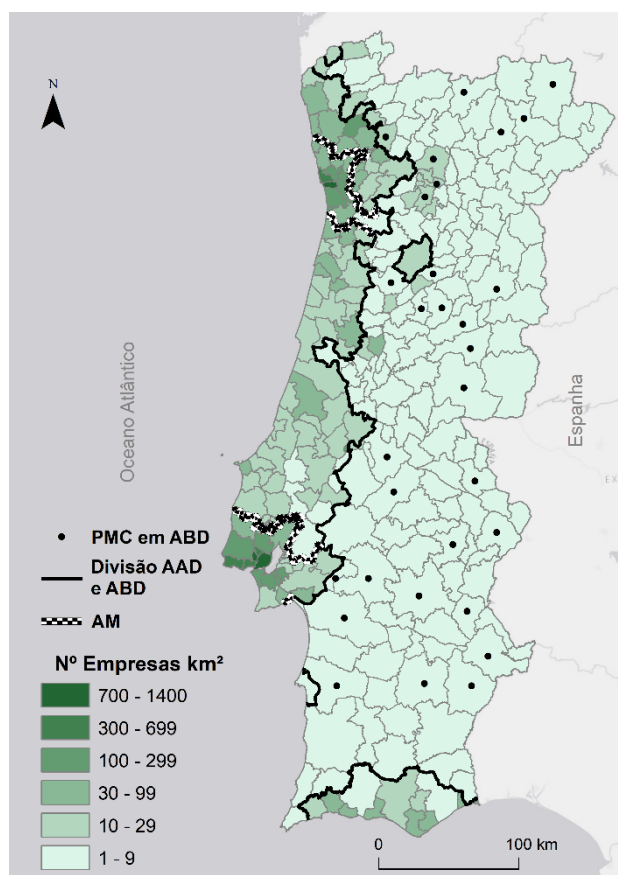 N
Oceano Atlântico
Espanha
PMC em ABD
Divisão AAD
e ABD
AM
Nº Empresas km²
700 - 1400
300 - 699
100 - 299
30 - 99
10 - 29
1 - 9
0
100 km